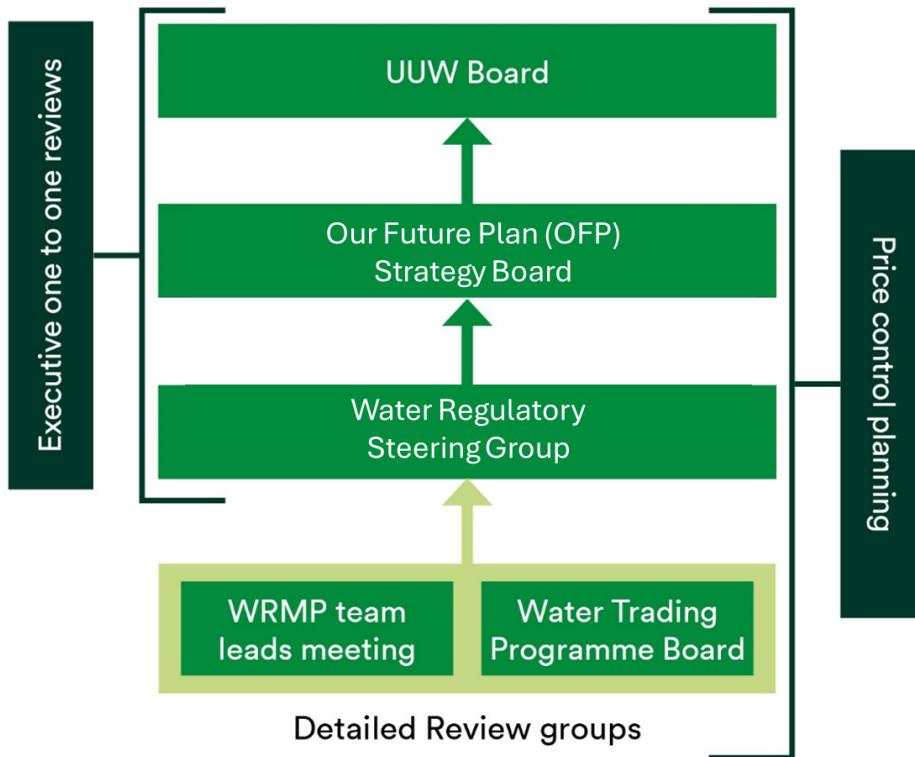 Executive one to one reviews
UUW Board
Our Future Plan (OFP)
Strategy Board
Water Regulatory
Steering Group
WRMP team
leads meeting
Water Trading
Programme Board
Detailed Review groups
Price control planning